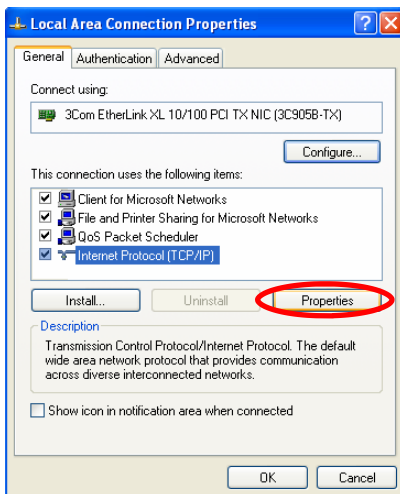 Local Area Connection Properties
General Authentication Advanced
Connect using:
3Com EtherLink XL 10/100 PCI TX NIC (3C905B-TX)
Configure...
This connection uses the following items:
Client for Microsoft Networks
File and Printer Sharing for Microsoft Networks
QoS Packet Scheduler
Internet Protocol (TCP/IP)
Install... Uninstall Properties
Description
Transmission Control Protocol/Internet Protocol. The default
wide area network protocol that provides communication
across diverse interconnected networks.
Show icon in notification area when connected
OK Cancel